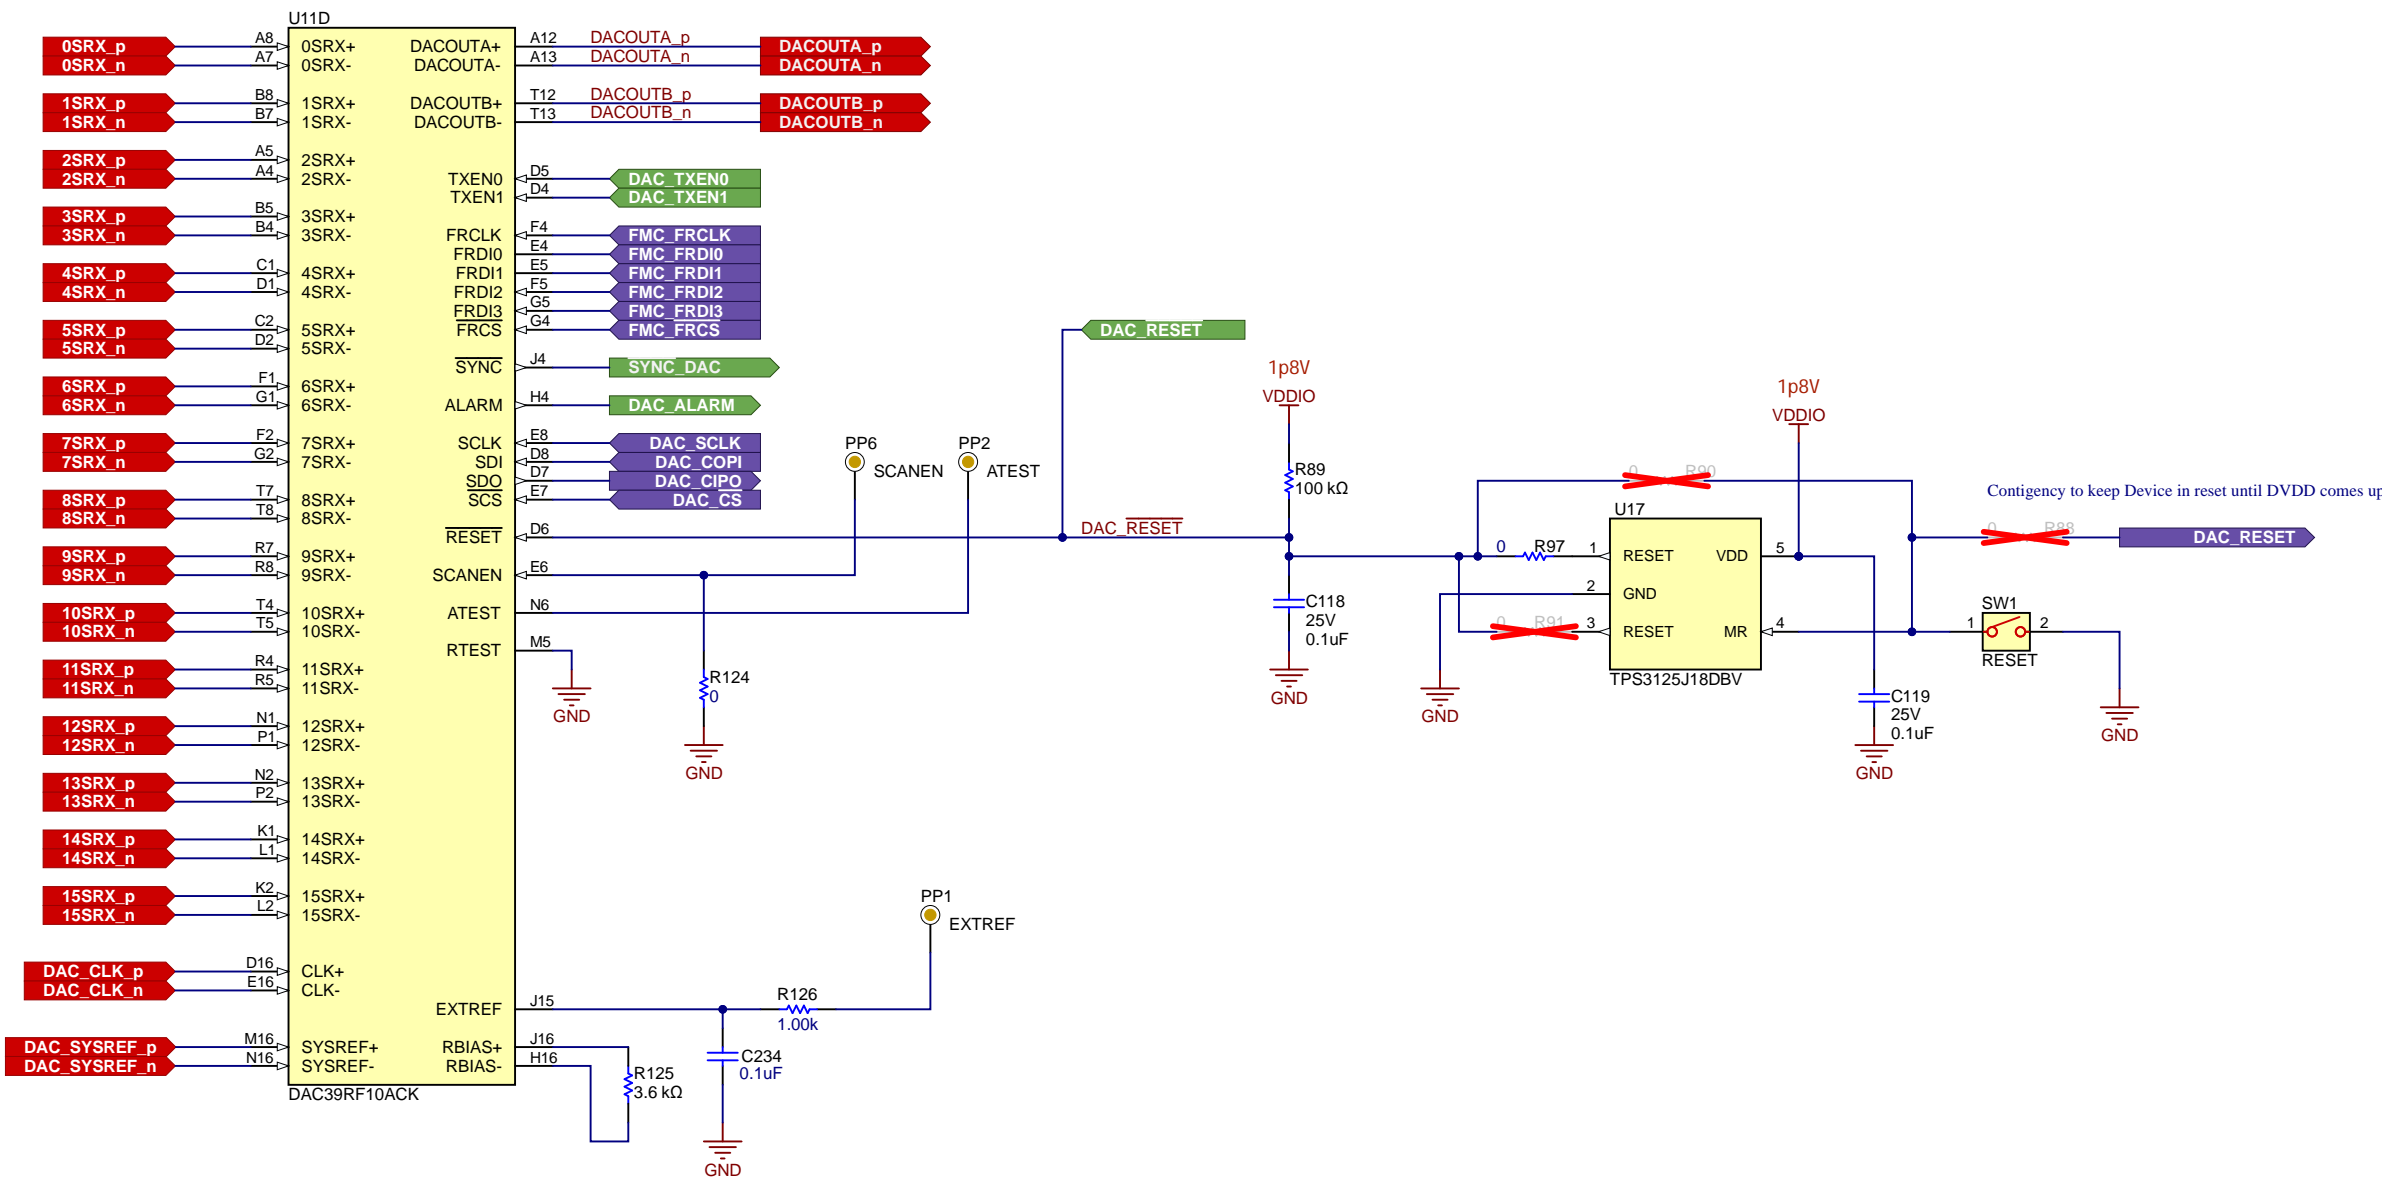 U11D
0SRX_p A8 0SRX+ DACOUTA+ A12 DACOUTA_p DACOUTA_p
0SRX_n A7 0SRX- DACOUTA- A13 DACOUTA_n DACOUTA_n
1SRX_p B8 1SRX+ DACOUTB+ T12 DACOUTB_p DACOUTB_p
1SRX_n B7 1SRX- DACOUTB- T13 DACOUTB_n DACOUTB_n
2SRX_p A5 2SRX+
2SRX_n A4 2SRX- TXEN0 D5 DAC_TXEN0
TXEN1 D4 DAC_TXEN1
3SRX_p B5 3SRX+
3SRX_n B4 3SRX- FRCLK F4 FMC_FRCLK
FRDI0 E4 FMC_FRDI0
4SRX_p C1 4SRX+ FRDI1 E5 FMC_FRDI1
4SRX_n D1 4SRX- FRDI2 F5 FMC_FRDI2
FRDI3 G5 FMC_FRDI3
5SRX_p C2 5SRX+ FRCS G4 FMC_FRCS DAC_RESET
5SRX_n D2 5SRX-
SYNC J4 SYNC_DAC
6SRX_p F1 6SRX+
6SRX_n G1 6SRX- ALARM H4 DAC_ALARM
7SRX_p F2 7SRX+ SCLK E8 DAC_SCLK
7SRX_n G2 7SRX- SDI D8 DAC_COPI
SDO D7 DAC_CIPO
8SRX_p T7 8SRX+ SCS E7 DAC_CS
8SRX_n T8 8SRX-
RESET D6 DAC_RESET
9SRX_p R7 9SRX+
9SRX_n R8 9SRX- SCANEN E6
10SRX_p T4 10SRX+ ATEST N6
10SRX_n T5 10SRX-
RTEST M5
GND
11SRX_p R4 11SRX+
11SRX_n R5 11SRX-
12SRX_p N1 12SRX+
12SRX_n P1 12SRX-
13SRX_p N2 13SRX+
13SRX_n P2 13SRX-
14SRX_p K1 14SRX+
14SRX_n L1 14SRX-
15SRX_p K2 15SRX+
15SRX_n L2 15SRX-
DAC_CLK_p D16 CLK+
DAC_CLK_n E16 CLK-
EXTREF J15
DAC_SYSREF_p M16 SYSREF+ RBIAS+ J16
DAC_SYSREF_n N16 SYSREF- RBIAS- H16
DAC39RF10ACK
R125
3.6 kΩ
PP6
SCANEN
PP2
ATEST
R124
0
GND
PP1
EXTREF
R126
1.00k
C234
0.1uF
GND
1p8V
VDDIO
R89
100 kΩ
C118
25V
0.1uF
GND
1p8V
VDDIO
0 R90
U17
0 R97 1 RESET VDD 5
2 GND
0 R91 3 RESET MR 4
TPS3125J18DBV
GND
C119
25V
0.1uF
GND
Contigency to keep Device in reset until DVDD comes up
0 R88 DAC_RESET
SW1
1 2
RESET
GND